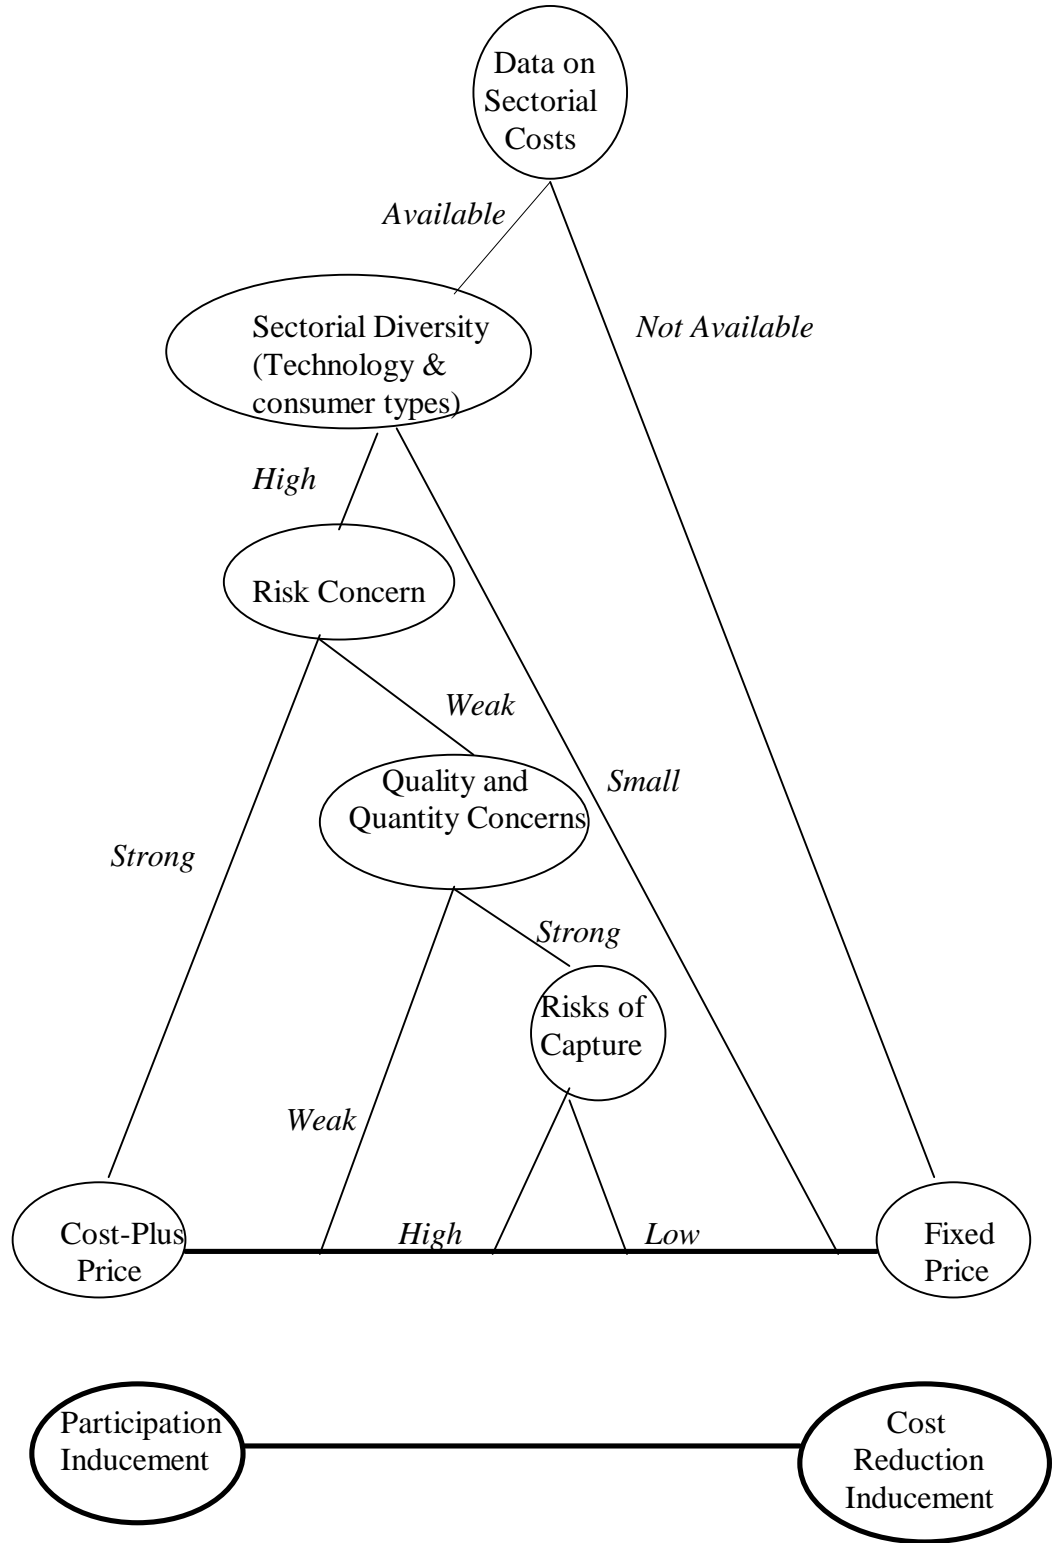 Data on
Sectorial
Costs
Available
Sectorial Diversity
(Technology &
consumer types)
Not Available
High
Risk Concern
Weak
Quality and
Quantity Concerns
Small
Strong
Strong
Risks of
Capture
Weak
Cost-Plus
Price
High
Low
Fixed
Price
Participation
Inducement
Cost
Reduction
Inducement